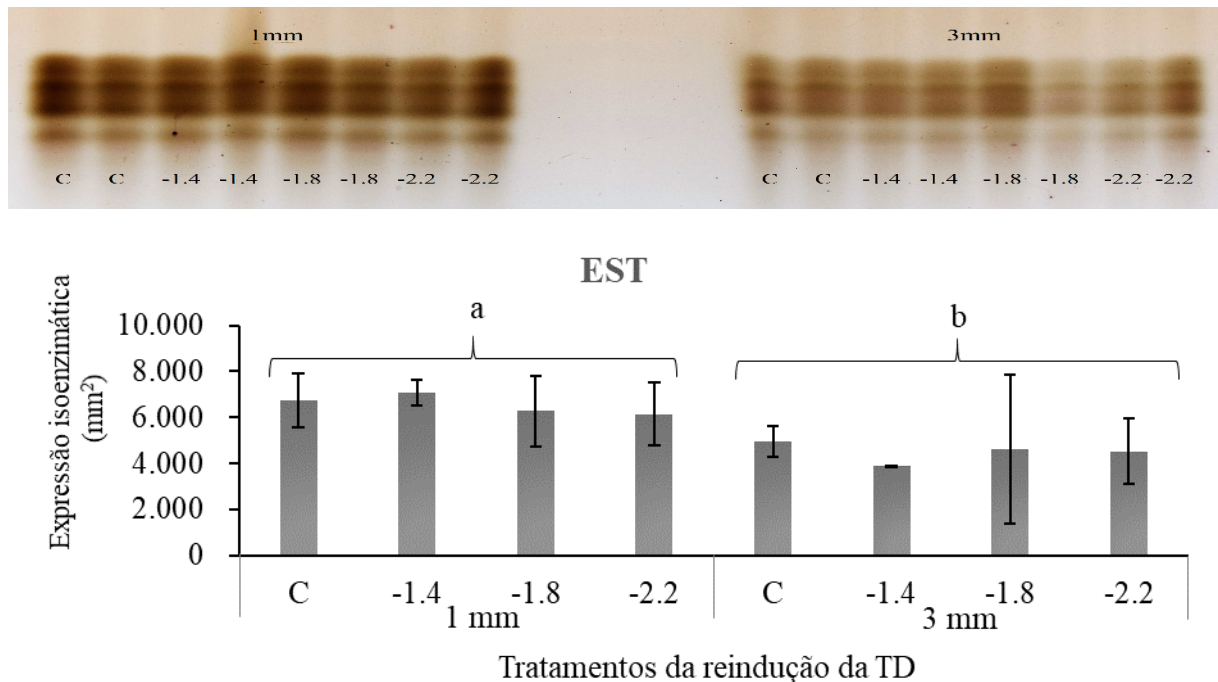 1mm 3mm
C C -1.4 -1.4 -1.8 -1.8 -2.2 -2.2 C C -1.4 -1.4 -1.8 -1.8 -2.2 -2.2
EST
Expressão isoenzimática
(mm²)
a b
10.000
8.000
6.000
4.000
2.000
0
C -1.4 -1.8 -2.2 C -1.4 -1.8 -2.2
1 mm 3 mm
Tratamentos da reindução da TD